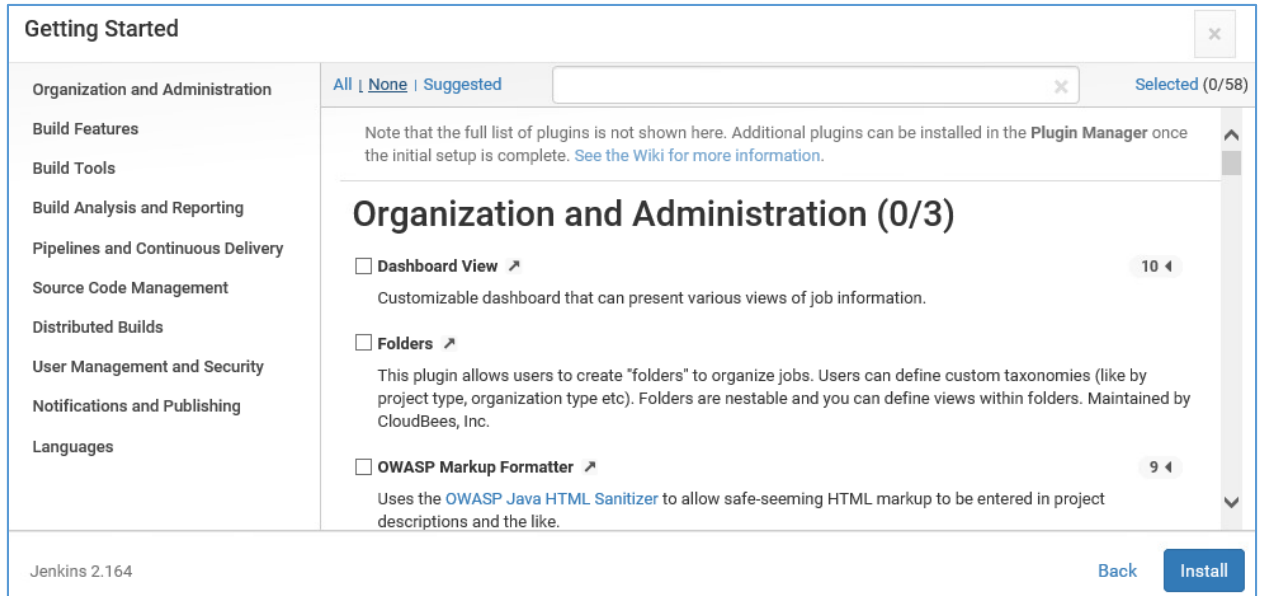 Getting Started
Organization and Administration
Build Features
Build Tools
Build Analysis and Reporting
Pipelines and Continuous Delivery
Source Code Management
Distributed Builds
User Management and Security
Notifications and Publishing
Languages
All | None | Suggested
Selected (0/58)
Note that the full list of plugins is not shown here. Additional plugins can be installed in the Plugin Manager once
the initial setup is complete. See the Wiki for more information.
Organization and Administration (0/3)
Dashboard View
10
Customizable dashboard that can present various views of job information.
Folders
This plugin allows users to create "folders" to organize jobs. Users can define custom taxonomies (like by
project type, organization type etc). Folders are nestable and you can define views within folders. Maintained by
CloudBees, Inc.
OWASP Markup Formatter
9
Uses the OWASP Java HTML Sanitizer to allow safe-seeming HTML markup to be entered in project
descriptions and the like.
Jenkins 2.164
Back
Install